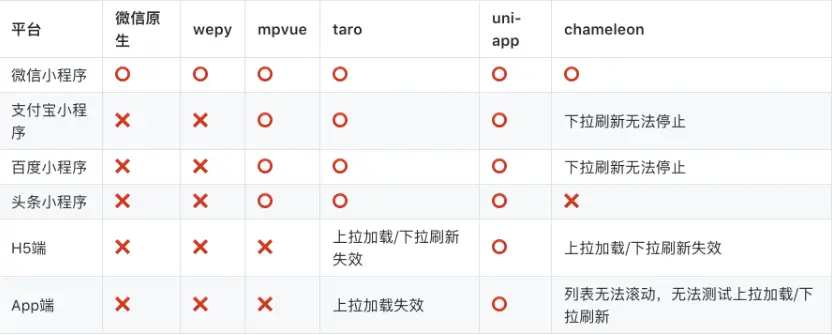 平台 微信原生 wepy mpvue taro uni-app chameleon
微信小程序 ⭕ ⭕ ⭕ ⭕ ⭕ ⭕
支付宝小程序 ❌ ❌ ⭕ ⭕ ⭕ 下拉刷新无法停止
百度小程序 ❌ ❌ ⭕ ⭕ ⭕ 下拉刷新无法停止
头条小程序 ❌ ❌ ⭕ ⭕ ⭕ ❌
H5端 ❌ ❌ ❌ 上拉加载/下拉刷新失效 ⭕ 上拉加载/下拉刷新失效
App端 ❌ ❌ ❌ 上拉加载失效 ⭕ 列表无法滚动，无法测试上拉加载/下拉刷新